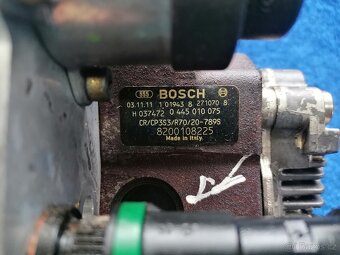 BOSCH
03.11.11 1 01943 8 271070 8
H 037472 0 445 010 075
CR/CP3S3/R70/20-789S
8200108225
Made in Italy.